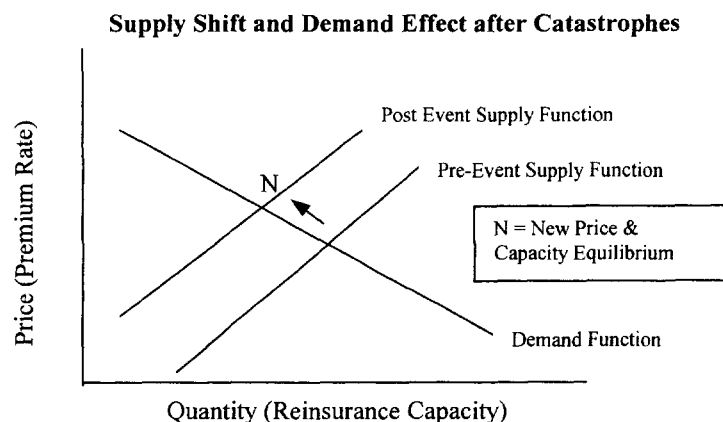 Supply Shift and Demand Effect after Catastrophes
Post Event Supply Function
Pre-Event Supply Function
N
N = New Price &
Capacity Equilibrium
Demand Function
Price (Premium Rate)
Quantity (Reinsurance Capacity)